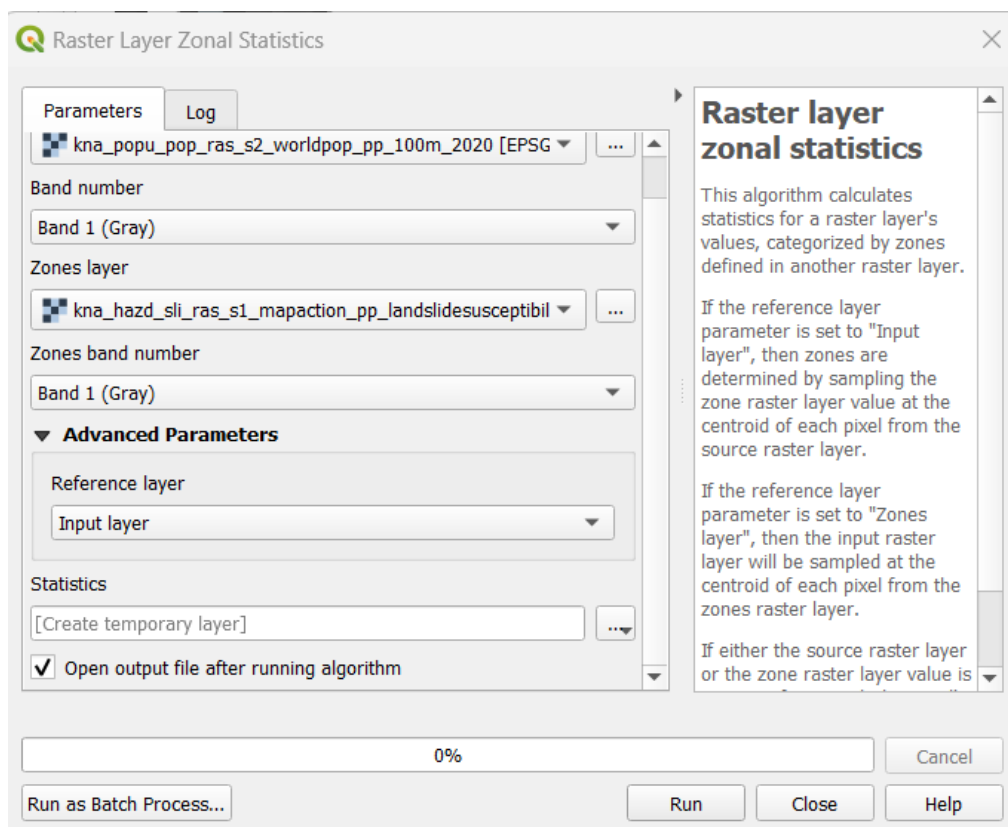 Raster Layer Zonal Statistics
Parameters
Log
kna_popu_pop_ras_s2_worldpop_pp_100m_2020 [EPSG
...
Band number
Band 1 (Gray)
Zones layer
kna_hazd_sli_ras_s1_mapaction_pp_landslidesusceptibil
...
Zones band number
Band 1 (Gray)
Advanced Parameters
Reference layer
Input layer
Statistics
[Create temporary layer]
...
Open output file after running algorithm
Raster layer
zonal statistics
This algorithm calculates
statistics for a raster layer's
values, categorized by zones
defined in another raster layer.
If the reference layer
parameter is set to "Input
layer", then zones are
determined by sampling the
zone raster layer value at the
centroid of each pixel from the
source raster layer.
If the reference layer
parameter is set to "Zones
layer", then the input raster
layer will be sampled at the
centroid of each pixel from the
zones raster layer.
If either the source raster layer
or the zone raster layer value is
0%
Cancel
Run as Batch Process...
Run
Close
Help